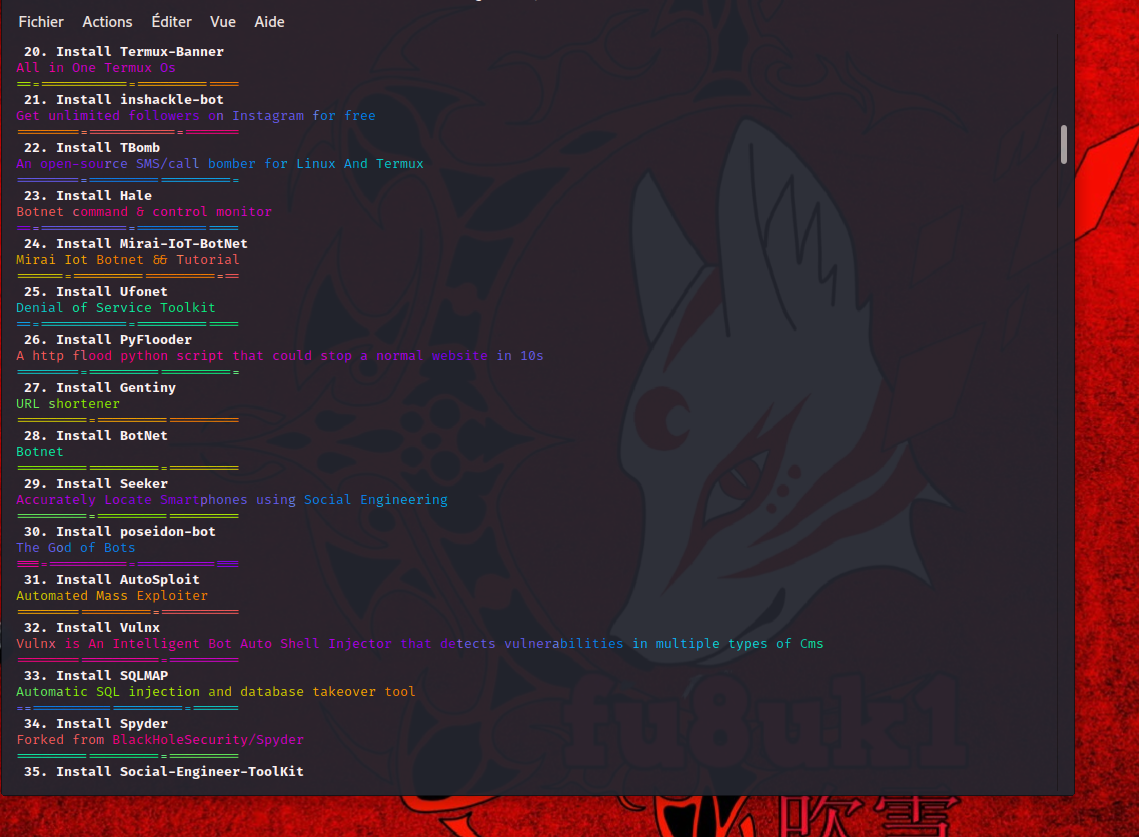 Fichier Actions Éditer Vue Aide
20. Install Termux-Banner
All in One Termux Os
══=═══════════=═════════ ════
21. Install inshackle-bot
Get unlimited followers on Instagram for free
════════=═══════════=═══════
22. Install TBomb
An open-source SMS/call bomber for Linux And Termux
════════=═════════ ═════════=
23. Install Hale
Botnet command & control monitor
══=═══════════=═════════ ════
24. Install Mirai-IoT-BotNet
Mirai Iot Botnet && Tutorial
══════=═════════ ═════════=══
25. Install Ufonet
Denial of Service Toolkit
══=═══════════=═════════ ════
26. Install PyFlooder
A http flood python script that could stop a normal website in 10s
════════=═════════ ═════════=
27. Install Gentiny
URL shortener
═════════=═════════ ═════════
28. Install BotNet
Botnet
═════════ ═════════=═════════
29. Install Seeker
Accurately Locate Smartphones using Social Engineering
═════════=═════════ ═════════
30. Install poseidon-bot
The God of Bots
═══=══════════=══════════ ═══
31. Install AutoSploit
Automated Mass Exploiter
════════ ═════════=══════════
32. Install Vulnx
Vulnx is An Intelligent Bot Auto Shell Injector that detects vulnerabilities in multiple types of Cms
════════ ══════════=═════════
33. Install SQLMAP
Automatic SQL injection and database takeover tool
==══════════ ═════════=══════
34. Install Spyder
Forked from BlackHoleSecurity/Spyder
═════════ ═════════=═════════
35. Install Social-Engineer-ToolKit
fu8uk1
吹雪